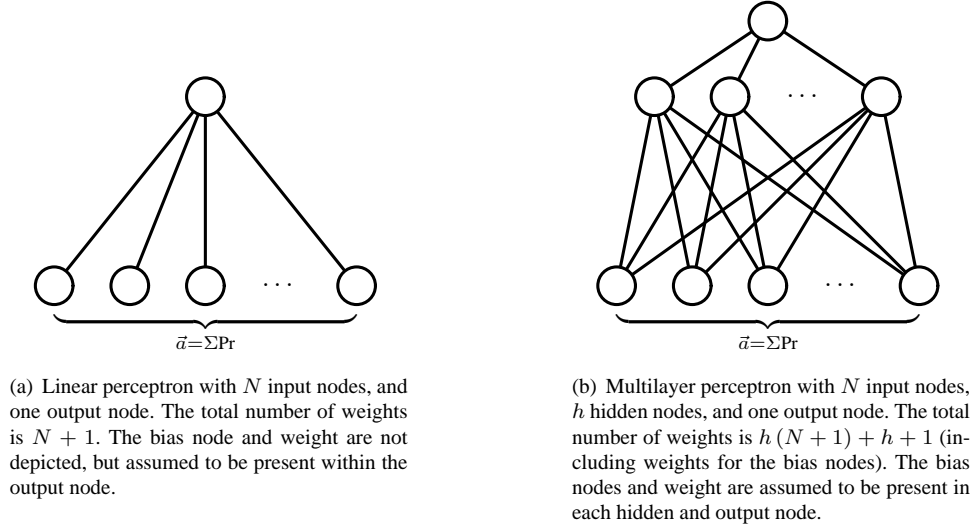 · · ·
· · ·
· · ·
a⃗=ΣPr
a⃗=ΣPr
(a) Linear perceptron with N input nodes, and
one output node. The total number of weights
is N + 1. The bias node and weight are not
depicted, but assumed to be present within the
output node.
(b) Multilayer perceptron with N input nodes,
h hidden nodes, and one output node. The total
number of weights is h (N + 1) + h + 1 (in-
cluding weights for the bias nodes). The bias
nodes and weight are assumed to be present in
each hidden and output node.